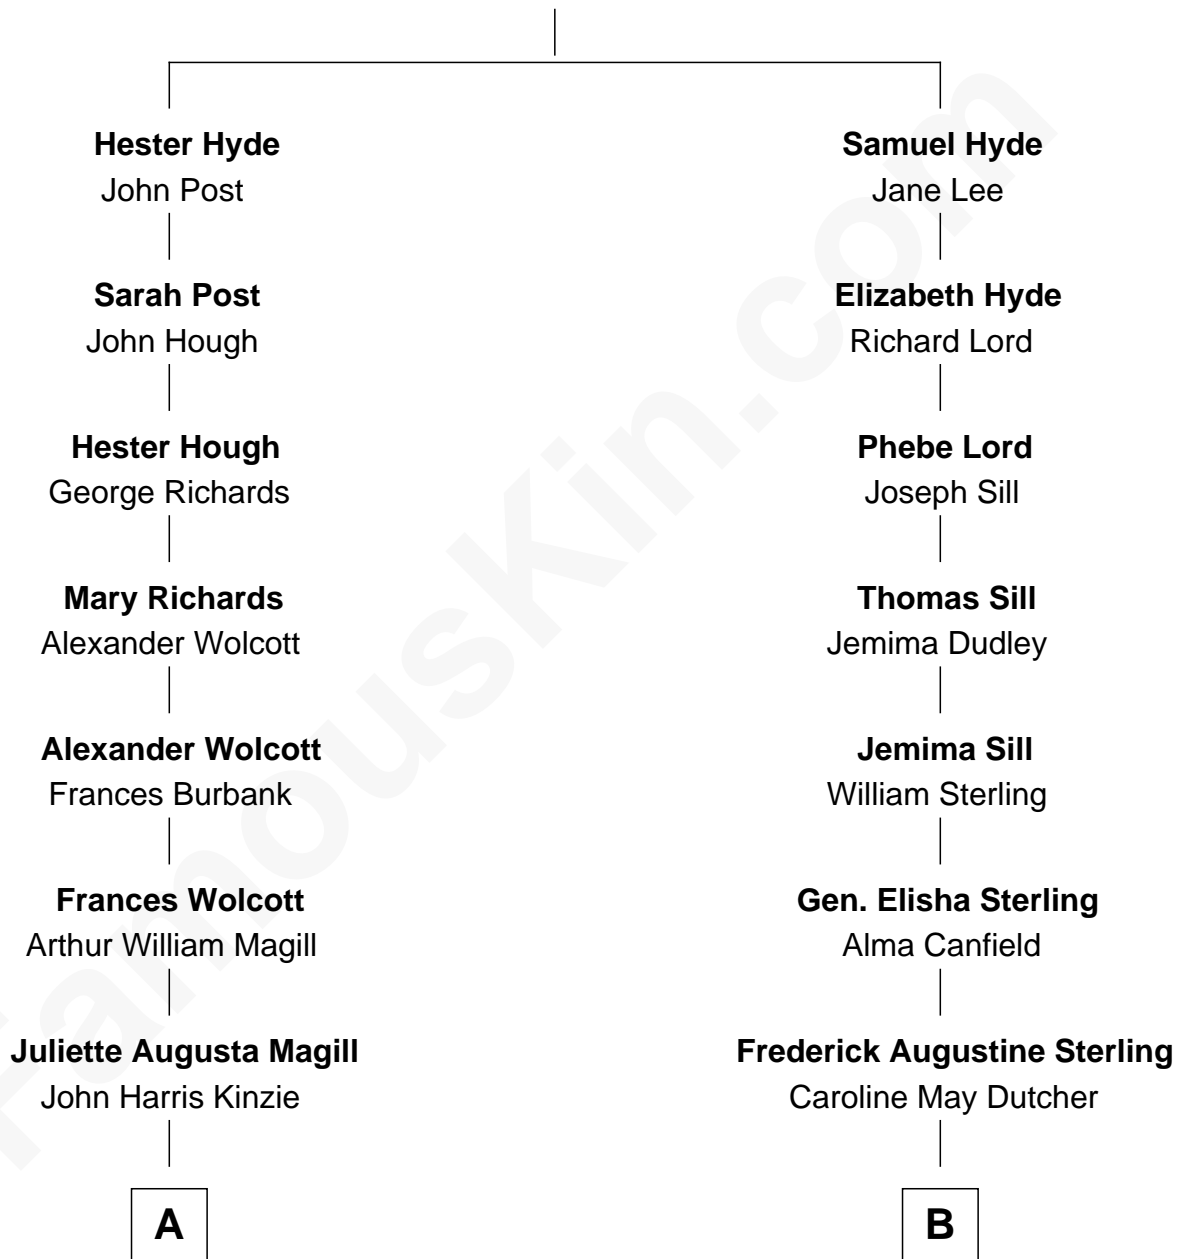 Hester Hyde
John Post
Samuel Hyde
Jane Lee
Sarah Post
John Hough
Elizabeth Hyde
Richard Lord
Hester Hough
George Richards
Phebe Lord
Joseph Sill
Mary Richards
Alexander Wolcott
Thomas Sill
Jemima Dudley
Alexander Wolcott
Frances Burbank
Jemima Sill
William Sterling
Frances Wolcott
Arthur William Magill
Gen. Elisha Sterling
Alma Canfield
Juliette Augusta Magill
John Harris Kinzie
Frederick Augustine Sterling
Caroline May Dutcher
A
B
FamousKin.com